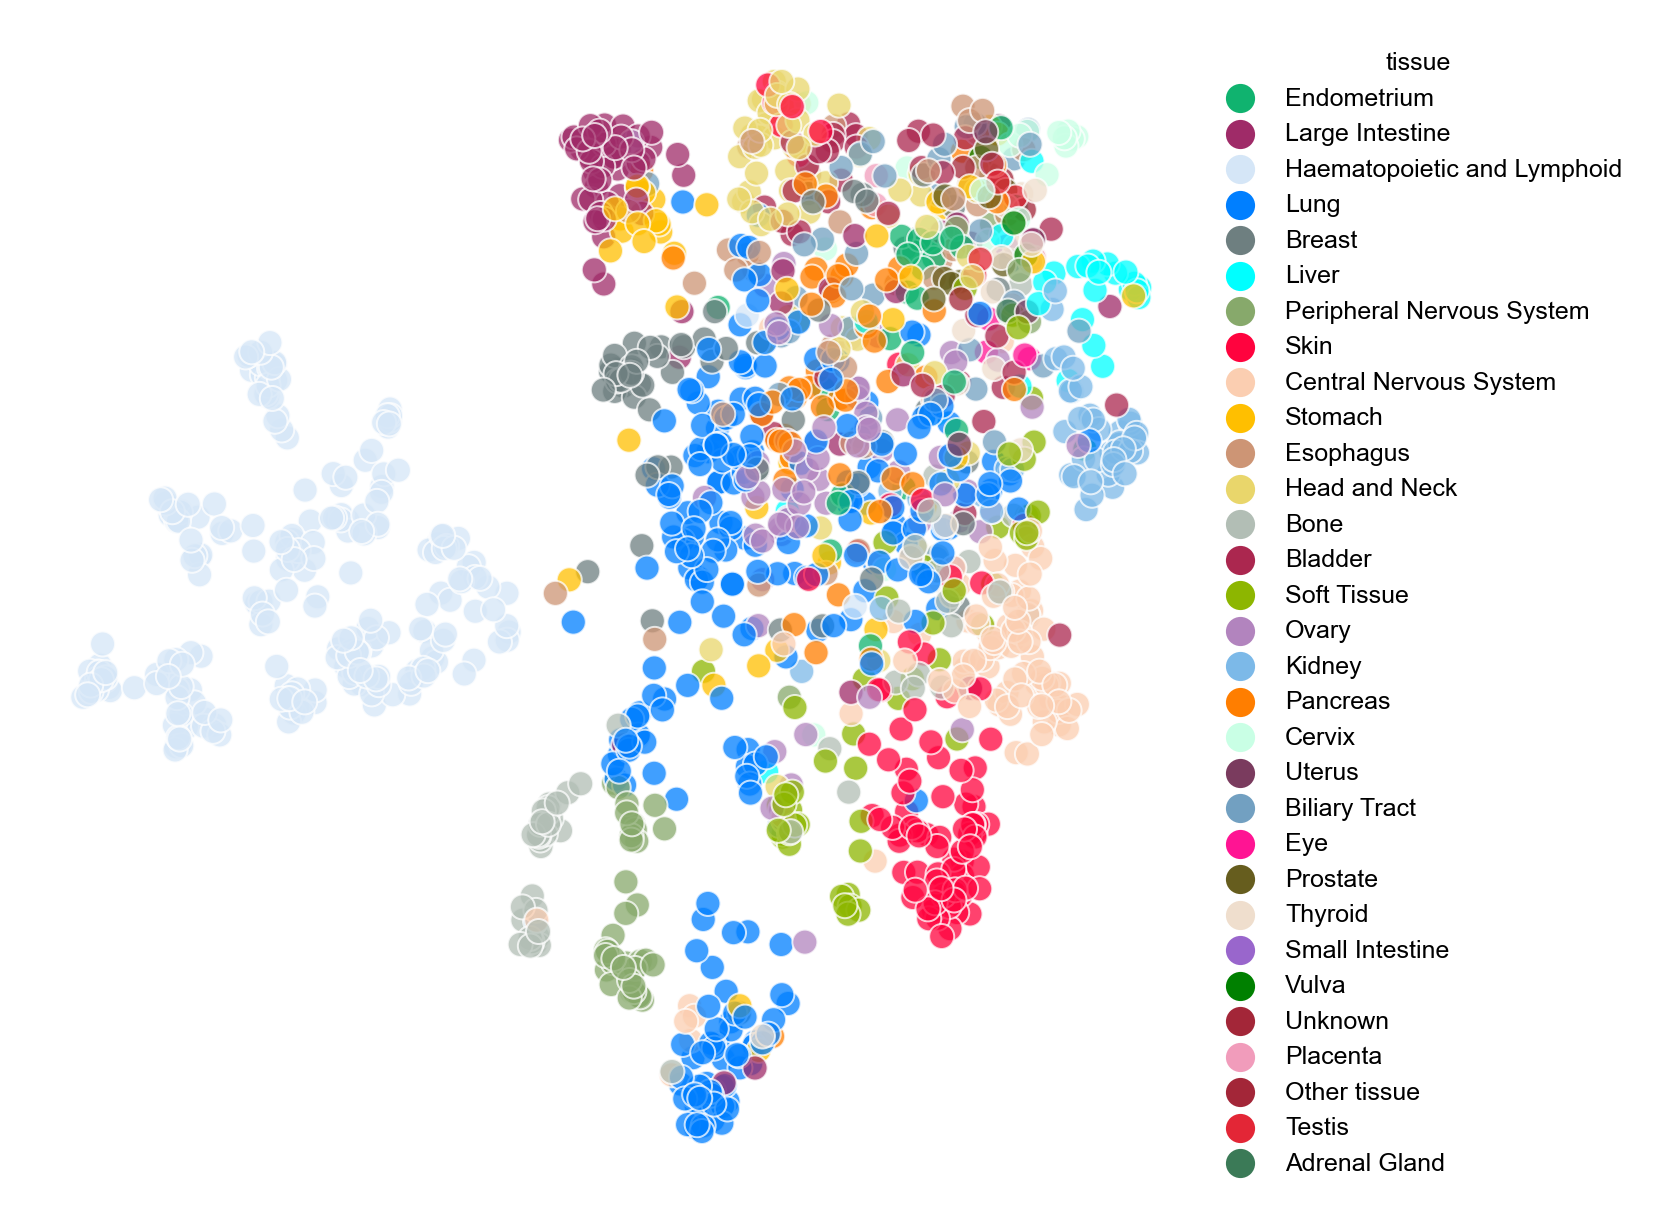 tissue
Endometrium
Large Intestine
Haematopoietic and Lymphoid
Lung
Breast
Liver
Peripheral Nervous System
Skin
Central Nervous System
Stomach
Esophagus
Head and Neck
Bone
Bladder
Soft Tissue
Ovary
Kidney
Pancreas
Cervix
Uterus
Biliary Tract
Eye
Prostate
Thyroid
Small Intestine
Vulva
Unknown
Placenta
Other tissue
Testis
Adrenal Gland